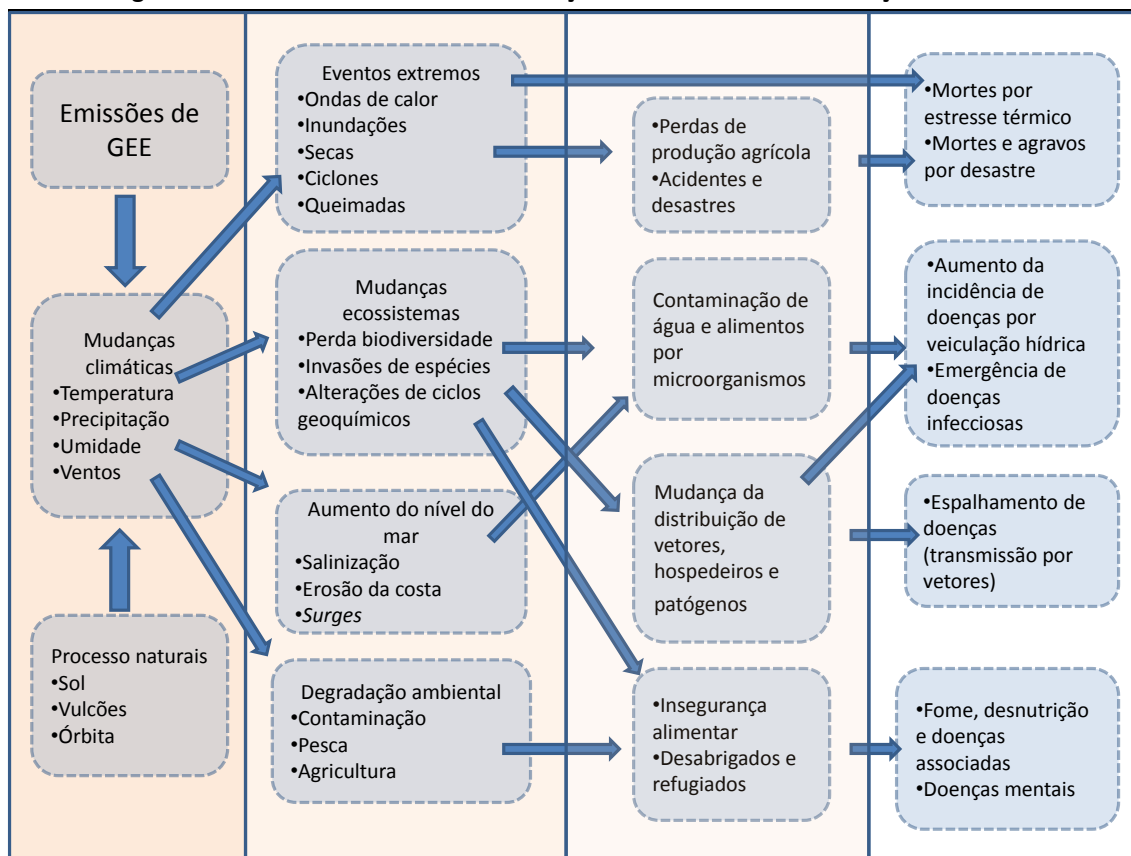 Emissões de
GEE
Mudanças
climáticas
•Temperatura
•Precipitação
•Umidade
•Ventos
Processo naturais
•Sol
•Vulcões
•Órbita
Eventos extremos
•Ondas de calor
•Inundações
•Secas
•Ciclones
•Queimadas
Mudanças
ecossistemas
•Perda biodiversidade
•Invasões de espécies
•Alterações de ciclos
geoquímicos
Aumento do nível do
mar
•Salinização
•Erosão da costa
•Surges
Degradação ambiental
•Contaminação
•Pesca
•Agricultura
•Perdas de
produção agrícola
•Acidentes e
desastres
Contaminação de
água e alimentos
por
microorganismos
Mudança da
distribuição de
vetores,
hospedeiros e
patógenos
•Insegurança
alimentar
•Desabrigados e
refugiados
•Mortes por
estresse térmico
•Mortes e agravos
por desastre
•Aumento da
incidência de
doenças por
veiculação hídrica
•Emergência de
doenças
infecciosas
•Espalhamento de
doenças
(transmissão por
vetores)
•Fome, desnutrição
e doenças
associadas
•Doenças mentais